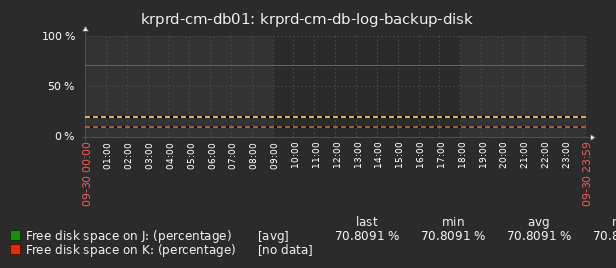 krprd-cm-db01: krprd-cm-db-log-backup-disk
100 %
50 %
0 %
09-30 00:00 01:00 02:00 03:00 04:00 05:00 06:00 07:00 08:00 09:00 10:00 11:00 12:00 13:00 14:00 15:00 16:00 17:00 18:00 19:00 20:00 21:00 22:00 23:00 09-30 23:59
last min avg
Free disk space on J: (percentage) [avg] 70.8091 % 70.8091 % 70.8091 % 70.8
Free disk space on K: (percentage) [no data]